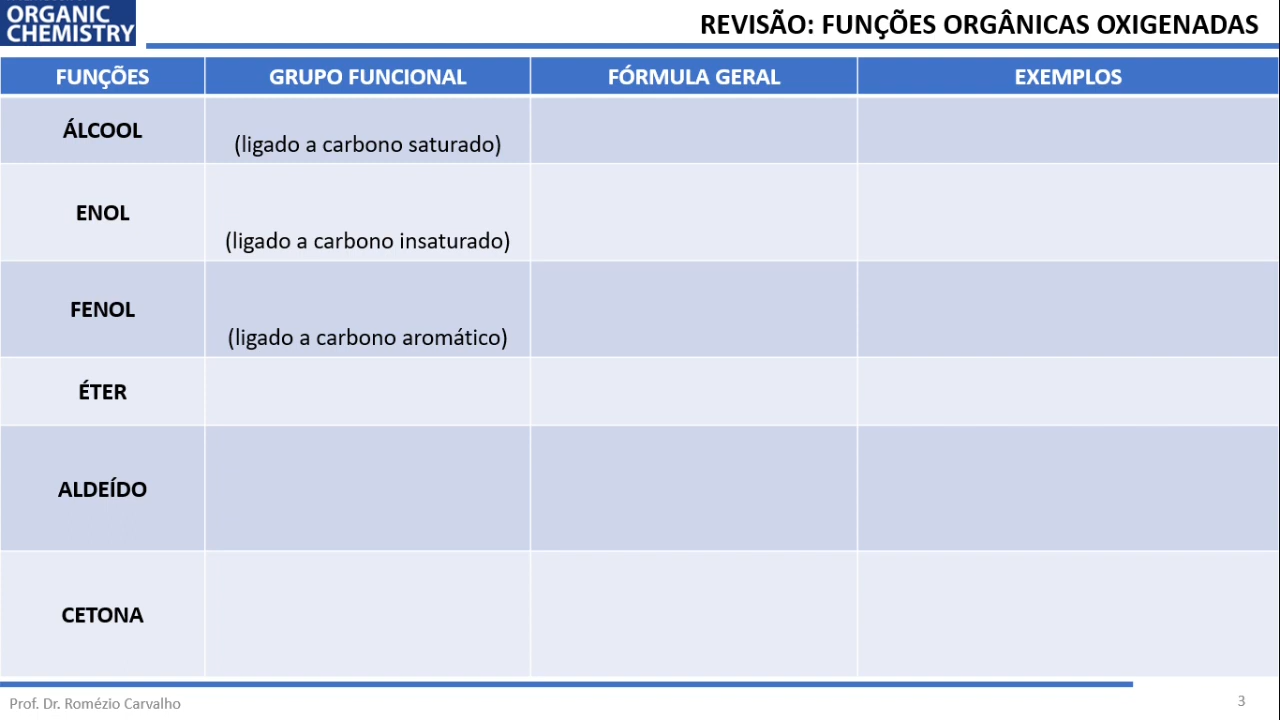 ORGANIC
CHEMISTRY
REVISÃO: FUNÇÕES ORGÂNICAS OXIGENADAS
FUNÇÕES GRUPO FUNCIONAL FÓRMULA GERAL EXEMPLOS
ÁLCOOL
(ligado a carbono saturado)
ENOL
(ligado a carbono insaturado)
FENOL
(ligado a carbono aromático)
ÉTER
ALDEÍDO
CETONA
Prof. Dr. Romézio Carvalho
3